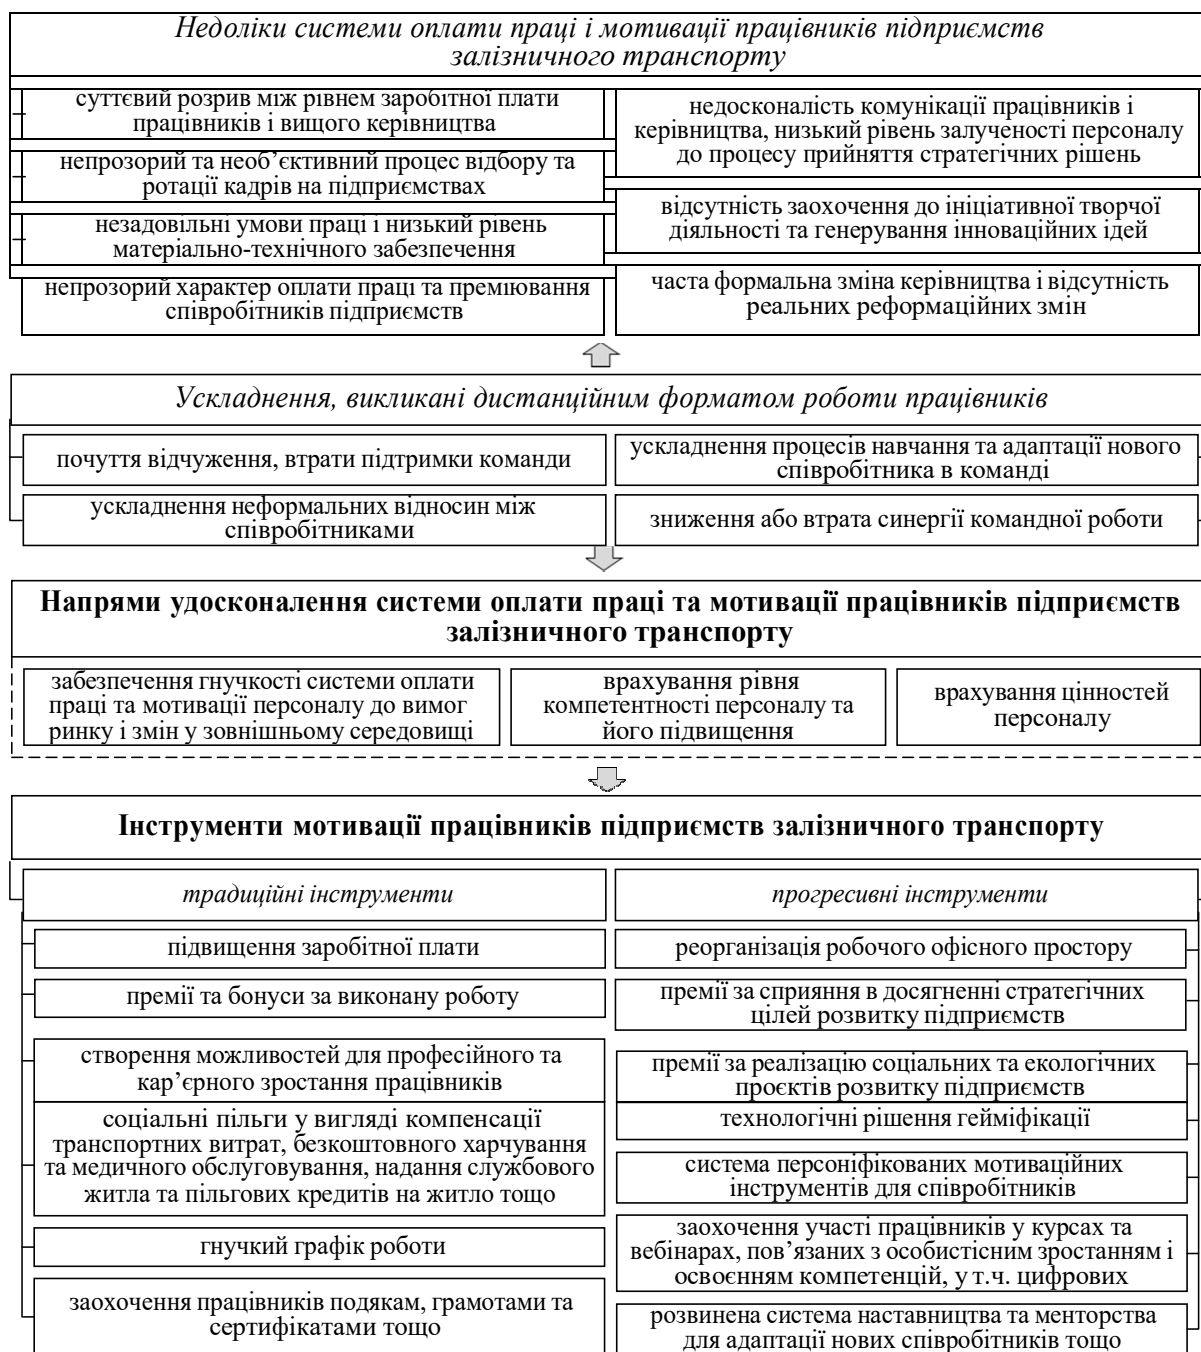 Недоліки системи оплати праці і мотивації працівників підприємств
залізничного транспорту
суттєвий розрив між рівнем заробітної плати
працівників і вищого керівництва
непрозорий та необ’єктивний процес відбору та
ротації кадрів на підприємствах
незадовільні умови праці і низький рівень
матеріально-технічного забезпечення
непрозорий характер оплати праці та преміювання
співробітників підприємств
недосконалість комунікації працівників і
керівництва, низький рівень залученості персоналу
до процесу прийняття стратегічних рішень
відсутність заохочення до ініціативної творчої
діяльності та генерування інноваційних ідей
часта формальна зміна керівництва і відсутність
реальних реформаційних змін
Ускладнення, викликані дистанційним форматом роботи працівників
почуття відчуження, втрати підтримки команди
ускладнення неформальних відносин між
співробітниками
ускладнення процесів навчання та адаптації нового
співробітника в команді
зниження або втрата синергії командної роботи
Напрями удосконалення системи оплати праці та мотивації працівників підприємств
залізничного транспорту
забезпечення гнучкості системи оплати
праці та мотивації персоналу до вимог
ринку і змін у зовнішньому середовищі
врахування рівня
компетентності персоналу та
його підвищення
врахування цінностей
персоналу
Інструменти мотивації працівників підприємств залізничного транспорту
традиційні інструменти
підвищення заробітної плати
премії та бонуси за виконану роботу
створення можливостей для професійного та
кар’єрного зростання працівників
соціальні пільги у вигляді компенсації
транспортних витрат, безкоштовного харчування
та медичного обслуговування, надання службового
житла та пільгових кредитів на житло тощо
гнучкий графік роботи
заохочення працівників подякам, грамотами та
сертифікатами тощо
прогресивні інструменти
реорганізація робочого офісного простору
премії за сприяння в досягненні стратегічних
цілей розвитку підприємств
премії за реалізацію соціальних та екологічних
проєктів розвитку підприємств
технологічні рішення гейміфікації
система персоніфікованих мотиваційних
інструментів для співробітників
заохочення участі працівників у курсах та
вебінарах, пов’язаних з особистісним зростанням і
освоєнням компетенцій, у т.ч. цифрових
розвинена система наставництва та менторства
для адаптації нових співробітників тощо